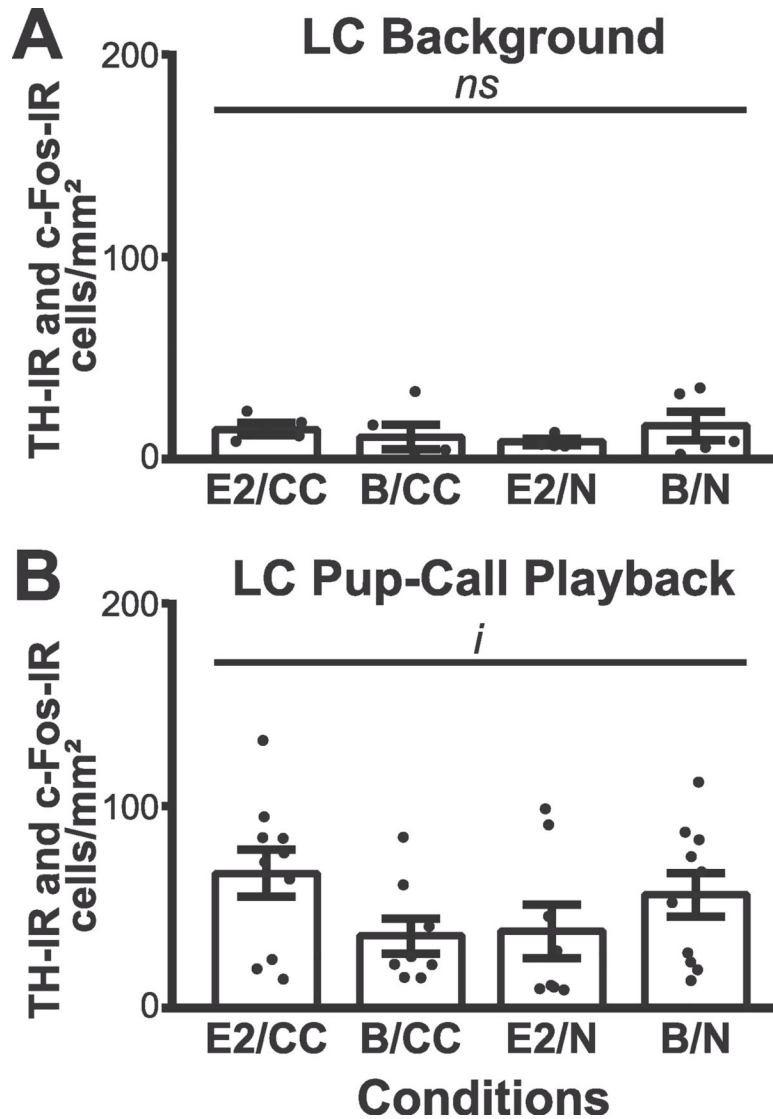 A
LC Background
ns
TH-IR and c-Fos-IR
cells/mm²
200
100
0
E2/CC B/CC E2/N B/N
B
LC Pup-Call Playback
i
TH-IR and c-Fos-IR
cells/mm²
200
100
0
E2/CC B/CC E2/N B/N
Conditions